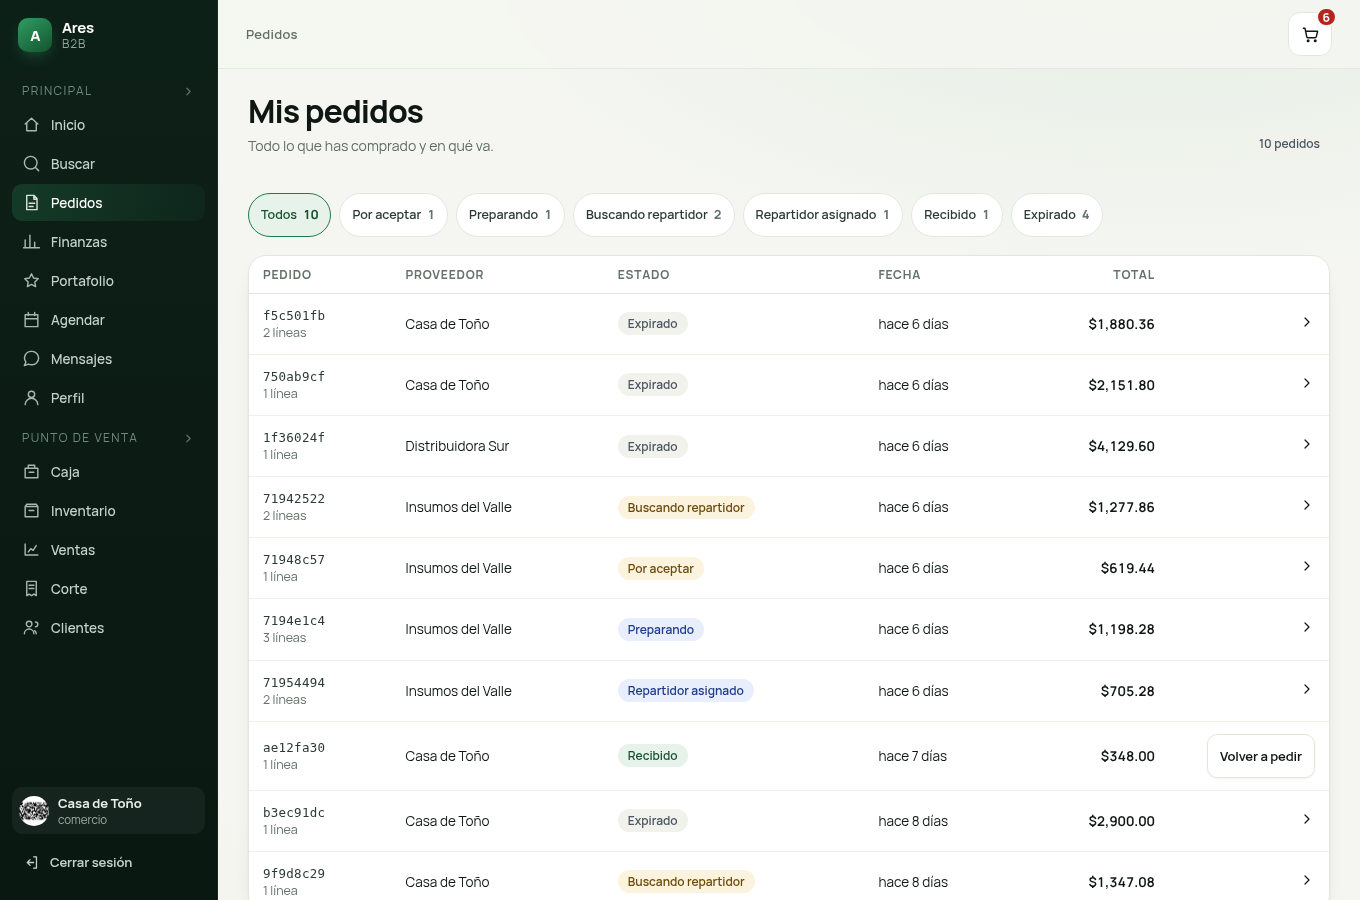 A
Ares
B2B
PRINCIPAL
Inicio
Buscar
Pedidos
Finanzas
Portafolio
Agendar
Mensajes
Perfil
PUNTO DE VENTA
Caja
Inventario
Ventas
Corte
Clientes
Casa de Toño
comercio
Cerrar sesión
Pedidos
6
Mis pedidos
Todo lo que has comprado y en qué va.
10 pedidos
Todos 10 Por aceptar 1 Preparando 1 Buscando repartidor 2 Repartidor asignado 1 Recibido 1 Expirado 4
PEDIDO PROVEEDOR ESTADO FECHA TOTAL
f5c501fb
2 líneas
Casa de Toño Expirado hace 6 días $1,880.36
750ab9cf
1 línea
Casa de Toño Expirado hace 6 días $2,151.80
1f36024f
1 línea
Distribuidora Sur Expirado hace 6 días $4,129.60
71942522
2 líneas
Insumos del Valle Buscando repartidor hace 6 días $1,277.86
71948c57
1 línea
Insumos del Valle Por aceptar hace 6 días $619.44
7194e1c4
3 líneas
Insumos del Valle Preparando hace 6 días $1,198.28
71954494
2 líneas
Insumos del Valle Repartidor asignado hace 6 días $705.28
ae12fa30
1 línea
Casa de Toño Recibido hace 7 días $348.00 Volver a pedir
b3ec91dc
1 línea
Casa de Toño Expirado hace 8 días $2,900.00
9f9d8c29
1 línea
Casa de Toño Buscando repartidor hace 8 días $1,347.08